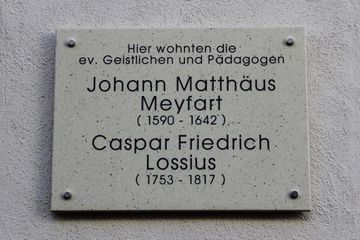 Hier wohnten die
ev. Geistlichen und Pädagogen
Johann Matthäus
Meyfart
( 1590 - 1642 )
Caspar Friedrich
Lossius
( 1753 - 1817 )